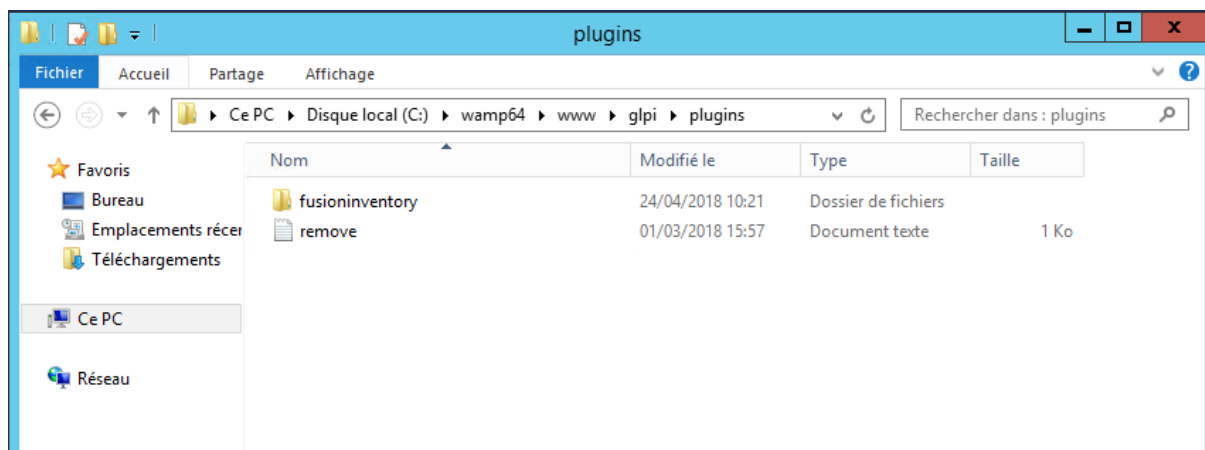 plugins
Fichier Accueil Partage Affichage
Ce PC Disque local (C:) wamp64 www glpi plugins Rechercher dans : plugins
Nom Modifié le Type Taille
Favoris
Bureau
fusioninventory 24/04/2018 10:21 Dossier de fichiers
Emplacements récer
remove 01/03/2018 15:57 Document texte 1 Ko
Téléchargements
Ce PC
Réseau